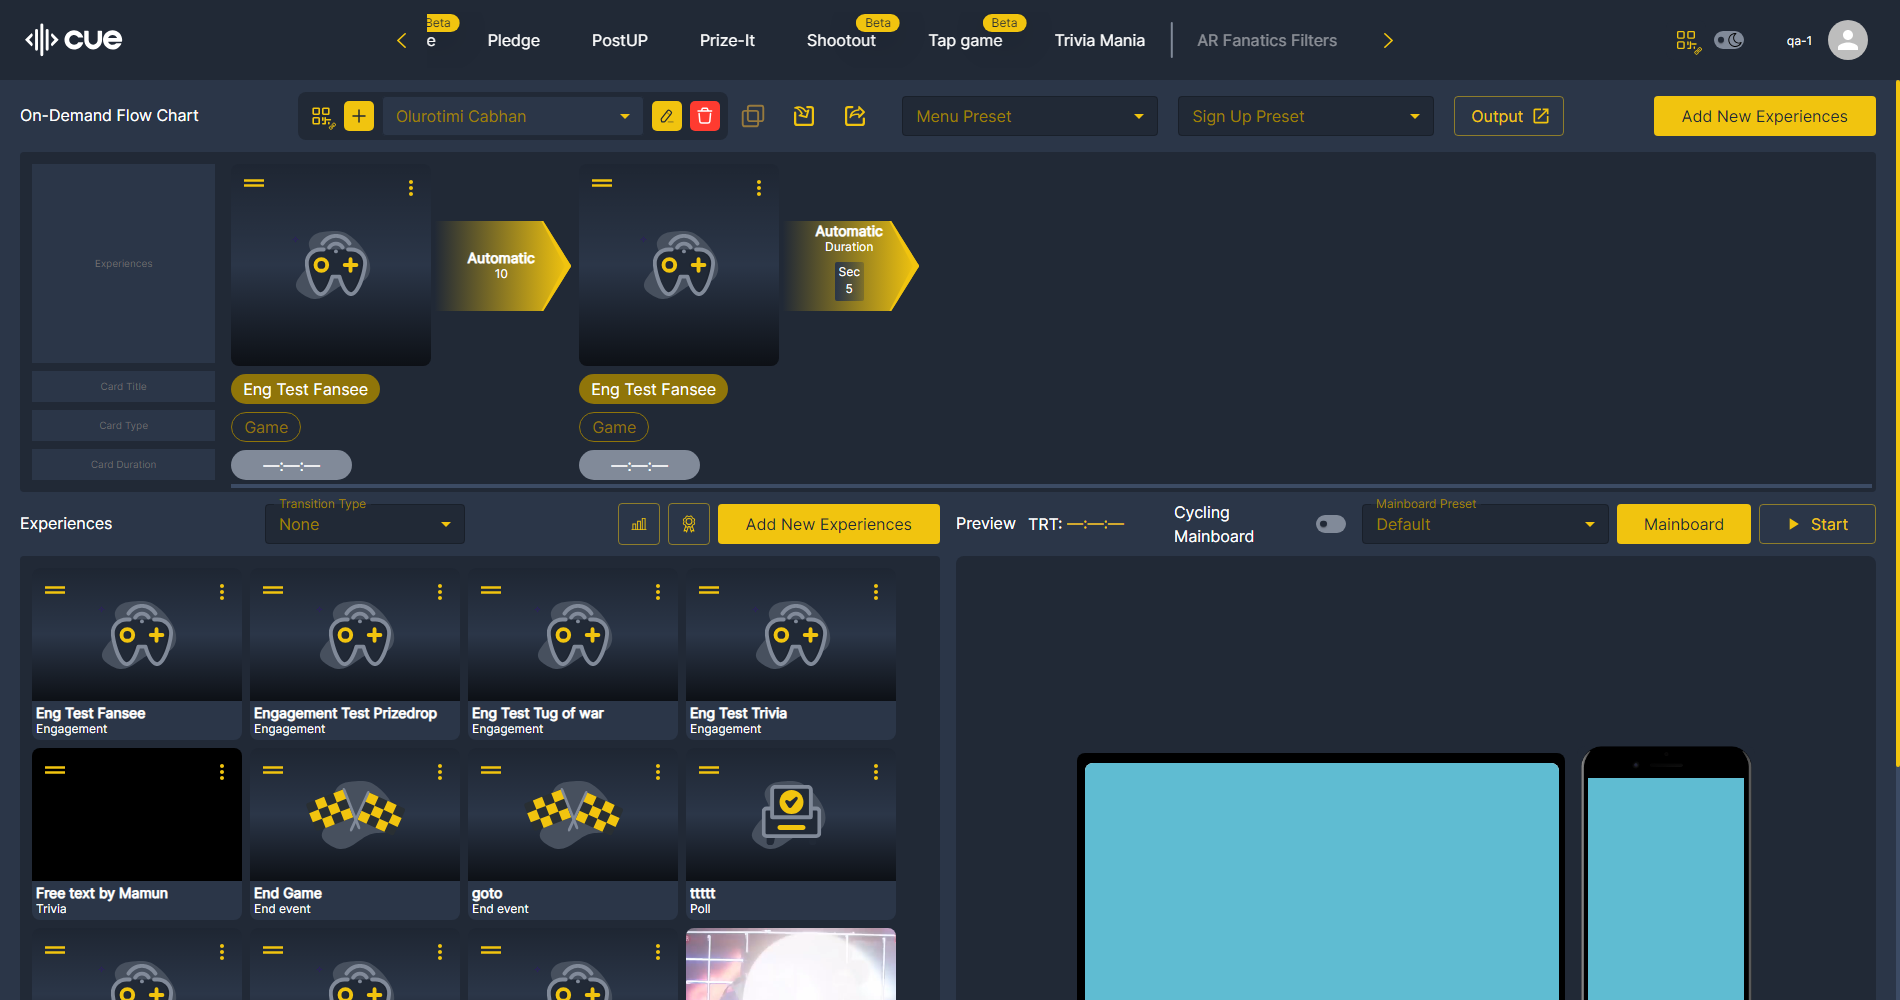 cue
Beta
e
Pledge
PostUP
Prize-It
Beta
Shootout
Beta
Tap game
Trivia Mania
AR Fanatics Filters
qa-1
On-Demand Flow Chart
Olurotimi Cabhan
Menu Preset
Sign Up Preset
Output
Add New Experiences
Experiences
Card Title
Card Type
Card Duration
Automatic
10
Automatic
Duration
Sec
5
Eng Test Fansee
Eng Test Fansee
Game
Game
—:—:—
—:—:—
Experiences
Transition Type
None
Add New Experiences
Preview
TRT: —:—:—
Cycling
Mainboard
Mainboard Preset
Default
Mainboard
Start
Eng Test Fansee
Engagement
Engagement Test Prizedrop
Engagement
Eng Test Tug of war
Engagement
Eng Test Trivia
Engagement
Free text by Mamun
Trivia
End Game
End event
goto
End event
ttttt
Poll